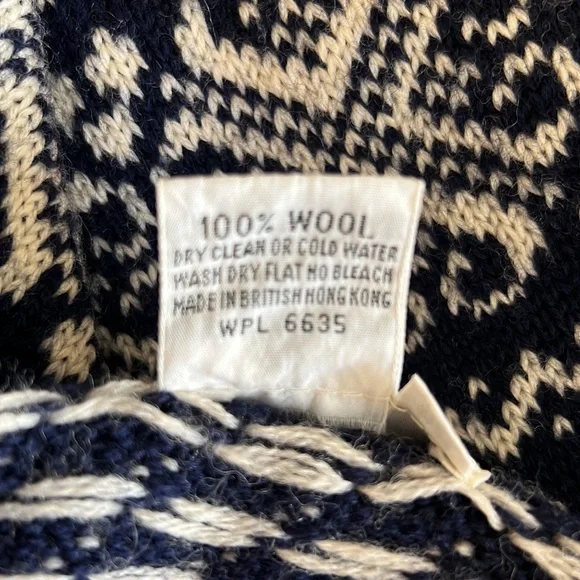 100% WOOL
DRY CLEAN OR COLD WATER
WASH DRY FLAT NO BLEACH
MADE IN BRITISH HONG KONG
WPL 6635